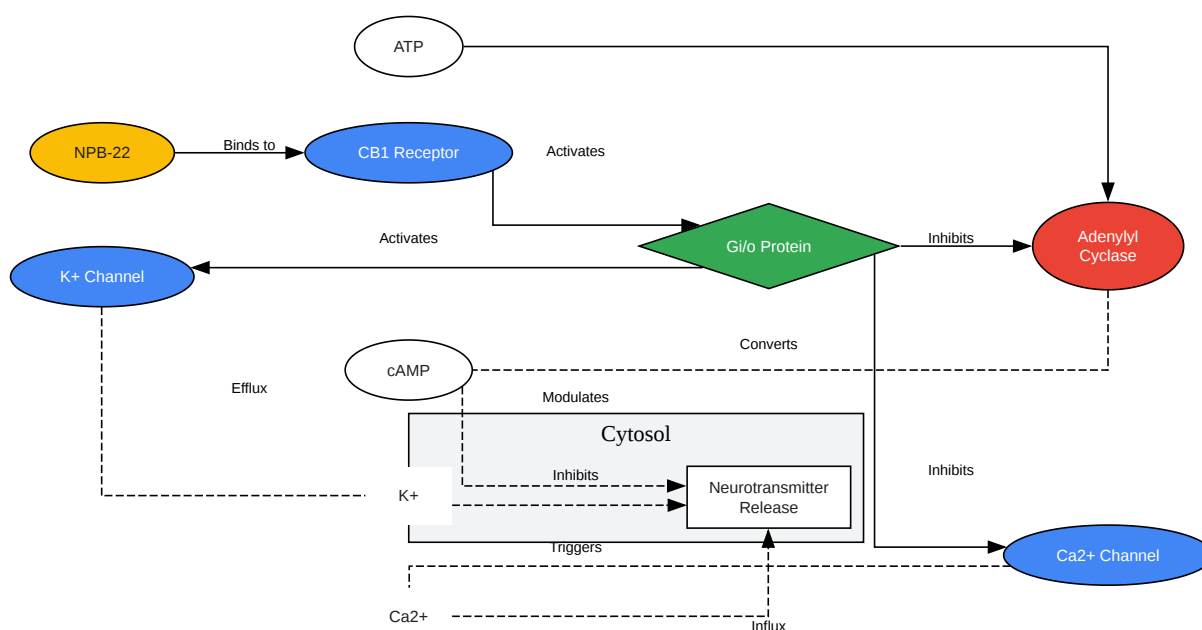 ATP
NPB-22
Binds to
CB1 Receptor
Activates
Activates
Gi/o Protein
Inhibits
Adenylyl
Cyclase
K+ Channel
Converts
cAMP
Efflux
Modulates
Cytosol
Inhibits
Inhibits
Neurotransmitter
Release
K+
Triggers
Ca2+ Channel
Ca2+
Influx